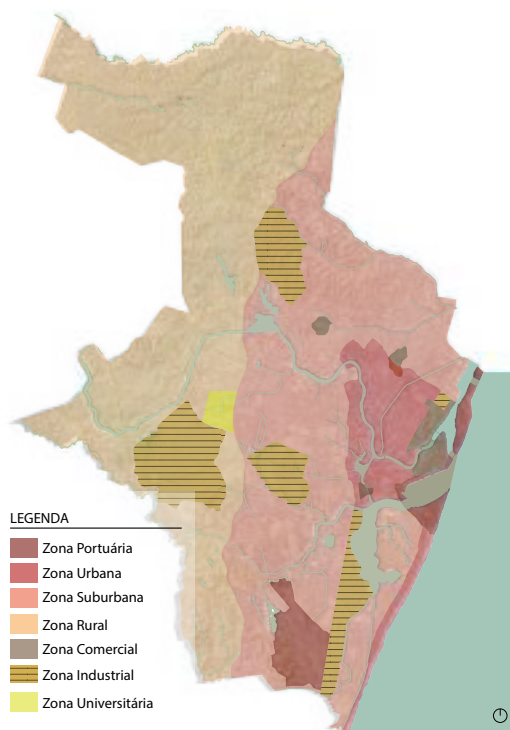 LEGENDA
Zona Portuária
Zona Urbana
Zona Suburbana
Zona Rural
Zona Comercial
Zona Industrial
Zona Universitária